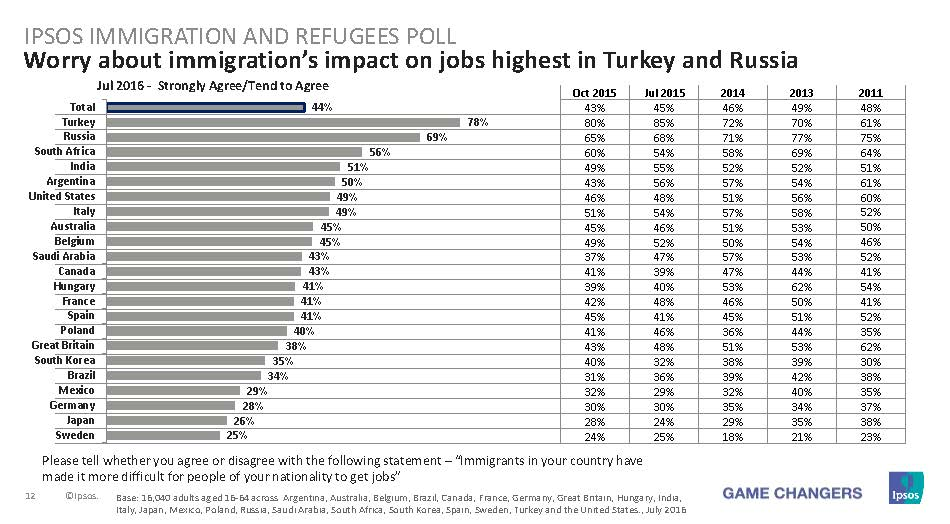 IPSOS IMMIGRATION AND REFUGEES POLL
Worry about immigration's impact on jobs highest in Turkey and Russia
Jul 2016 - Strongly Agree/Tend to Agree
Oct 2015 Jul 2015 2014 2013 2011
Total 44% 43% 45% 46% 49% 48%
Turkey 78% 80% 85% 72% 70% 61%
Russia 69% 65% 68% 71% 77% 75%
South Africa 56% 60% 54% 58% 69% 64%
India 51% 49% 55% 52% 52% 51%
Argentina 50% 43% 56% 57% 54% 61%
United States 49% 46% 48% 51% 56% 60%
Italy 49% 51% 54% 57% 58% 52%
Australia 45% 45% 46% 51% 53% 50%
Belgium 45% 49% 52% 50% 54% 46%
Saudi Arabia 43% 37% 47% 57% 53% 52%
Canada 43% 41% 39% 47% 44% 41%
Hungary 41% 39% 40% 53% 62% 54%
France 41% 42% 48% 46% 50% 41%
Spain 41% 45% 41% 45% 51% 52%
Poland 40% 41% 46% 36% 44% 35%
Great Britain 38% 43% 48% 51% 53% 62%
South Korea 35% 40% 32% 38% 39% 30%
Brazil 34% 31% 36% 39% 42% 38%
Mexico 29% 32% 29% 32% 40% 35%
Germany 28% 30% 30% 35% 34% 37%
Japan 26% 28% 24% 29% 35% 38%
Sweden 25% 24% 25% 18% 21% 23%
Please tell whether you agree or disagree with the following statement – "Immigrants in your country have
made it more difficult for people of your nationality to get jobs"
12 © Ipsos. Base: 16,040 adults aged 16-64 across Argentina, Australia, Belgium, Brazil, Canada, France, Germany, Great Britain, Hungary, India,
Italy, Japan, Mexico, Poland, Russia, Saudi Arabia, South Africa, South Korea, Spain, Sweden, Turkey and the United States., July 2016
GAME CHANGERS
Ipsos